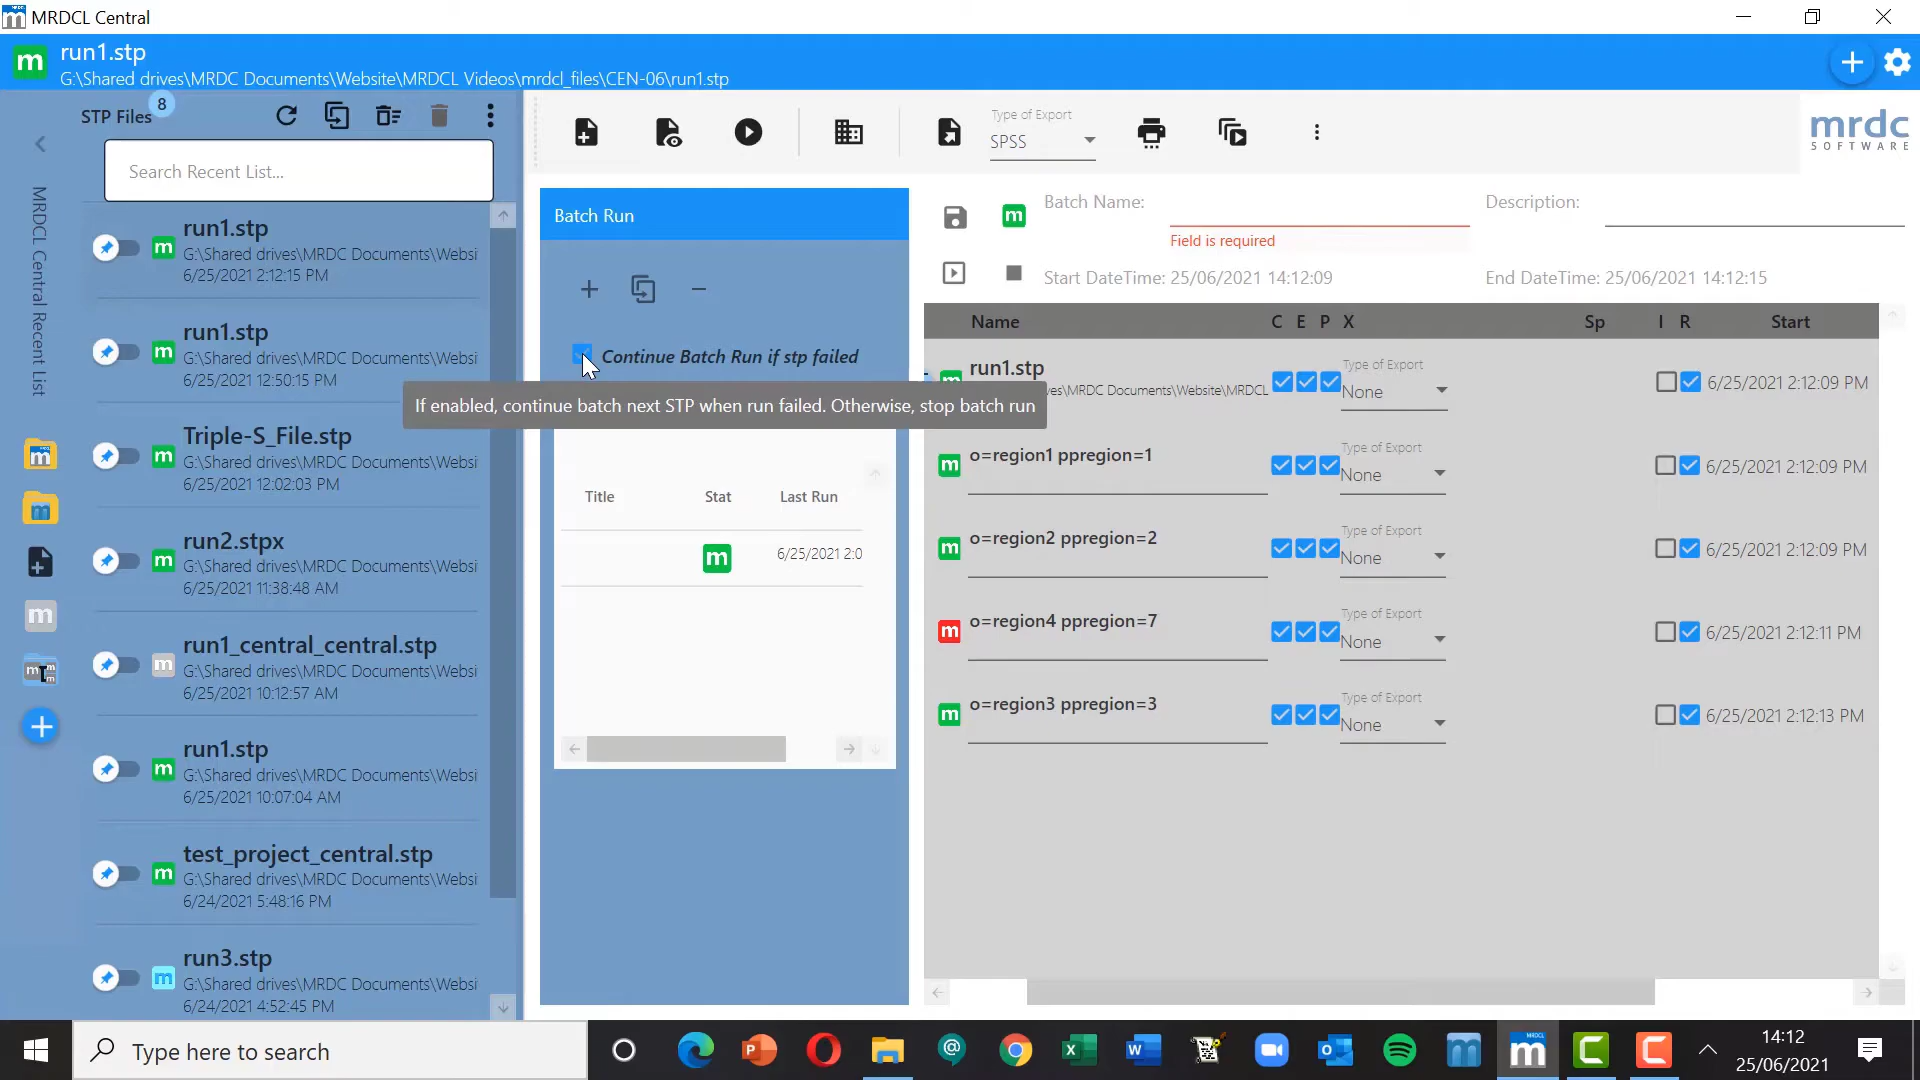 MRDCL Central
run1.stp
G:\Shared drives\MRDC Documents\Website\MRDCL Videos\mrdcl_files\CEN-06\run1.stp
STP Files
8
Search Recent List...
MRDCL Central Recent List
run1.stp
G:\Shared drives\MRDC Documents\Websi
6/25/2021 2:12:15 PM
run1.stp
G:\Shared drives\MRDC Documents\Websi
6/25/2021 12:50:15 PM
Triple-S_File.stp
G:\Shared drives\MRDC Documents\Websi
6/25/2021 12:02:03 PM
run2.stpx
G:\Shared drives\MRDC Documents\Websi
6/25/2021 11:38:48 AM
run1_central_central.stp
G:\Shared drives\MRDC Documents\Websi
6/25/2021 10:12:57 AM
run1.stp
G:\Shared drives\MRDC Documents\Websi
6/25/2021 10:07:04 AM
test_project_central.stp
G:\Shared drives\MRDC Documents\Websi
6/24/2021 5:48:16 PM
run3.stp
G:\Shared drives\MRDC Documents\Websi
6/24/2021 4:52:45 PM
Type of Export
SPSS
mrdc
SOFTWARE
Batch Run
Continue Batch Run if stp failed
If enabled, continue batch next STP when run failed. Otherwise, stop batch run
Title Stat Last Run
6/25/2021 2:0
Batch Name:
Field is required
Description:
Start DateTime: 25/06/2021 14:12:09
End DateTime: 25/06/2021 14:12:15
Name C E P X Sp I R Start
run1.stp
ves\MRDC Documents\Website\MRDCL
Type of Export
None
6/25/2021 2:12:09 PM
o=region1 ppregion=1
Type of Export
None
6/25/2021 2:12:09 PM
o=region2 ppregion=2
Type of Export
None
6/25/2021 2:12:09 PM
o=region4 ppregion=7
Type of Export
None
6/25/2021 2:12:11 PM
o=region3 ppregion=3
Type of Export
None
6/25/2021 2:12:13 PM
Type here to search
14:12
25/06/2021